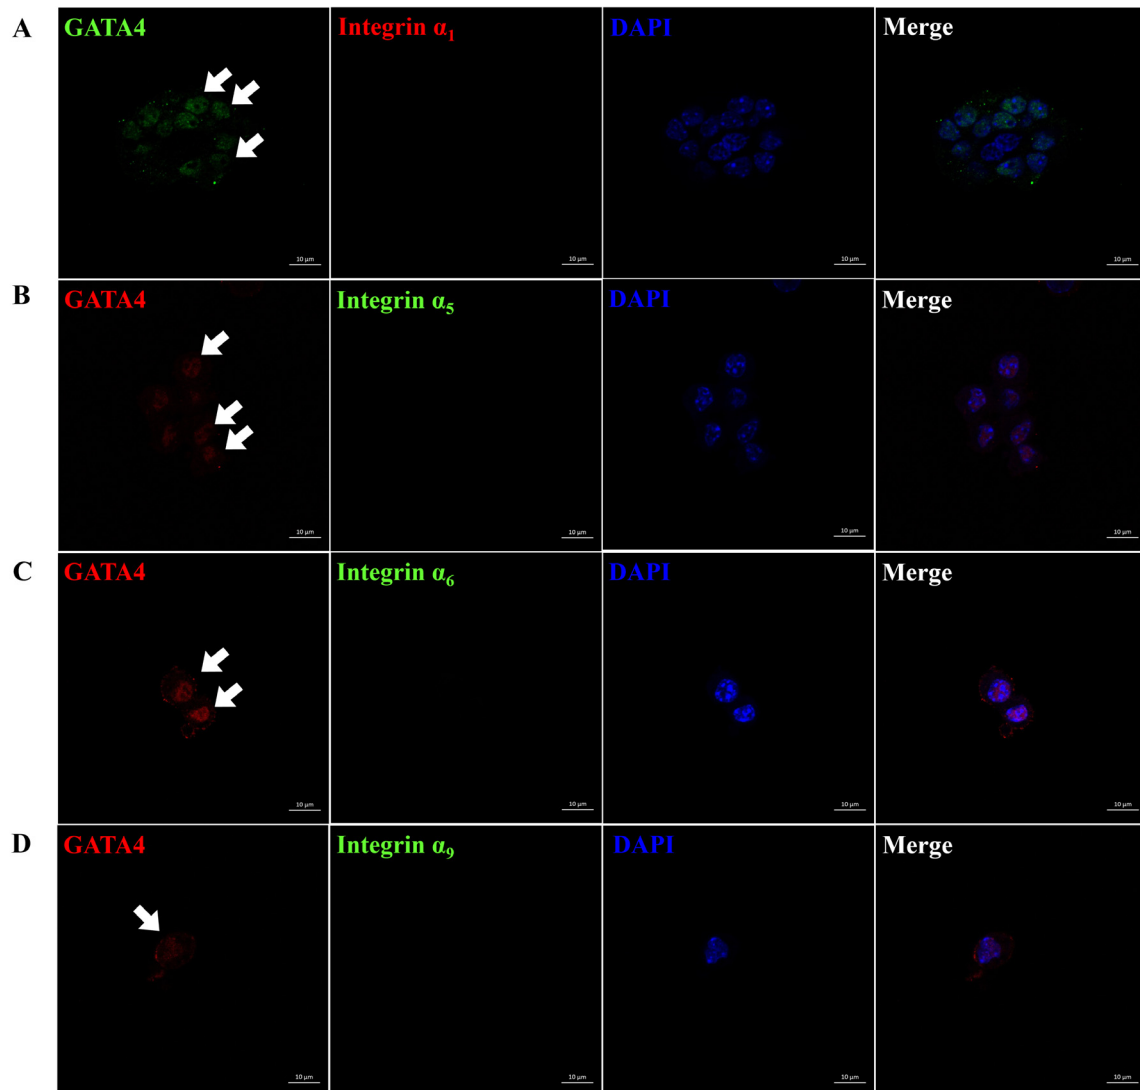 A GATA4 Integrin α₁ DAPI Merge
10 µm 10 µm 10 µm 10 µm
B GATA4 Integrin α₅ DAPI Merge
10 µm 10 µm 10 µm 10 µm
C GATA4 Integrin α₆ DAPI Merge
10 µm 10 µm 10 µm 10 µm
D GATA4 Integrin α₉ DAPI Merge
10 µm 10 µm 10 µm 10 µm